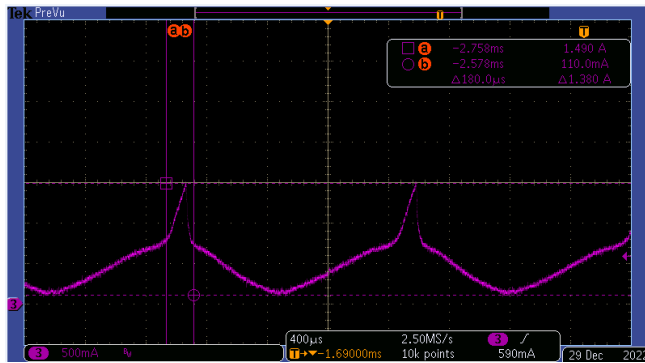 Tek PreVu
T
T
a b
a -2.758ms 1.490 A
b -2.578ms 110.0mA
Δ180.0μs Δ1.380 A
3
3 500mA
400μs 2.50MS/s 3
T→▼-1.69000ms 10k points 590mA
29 Dec 2022